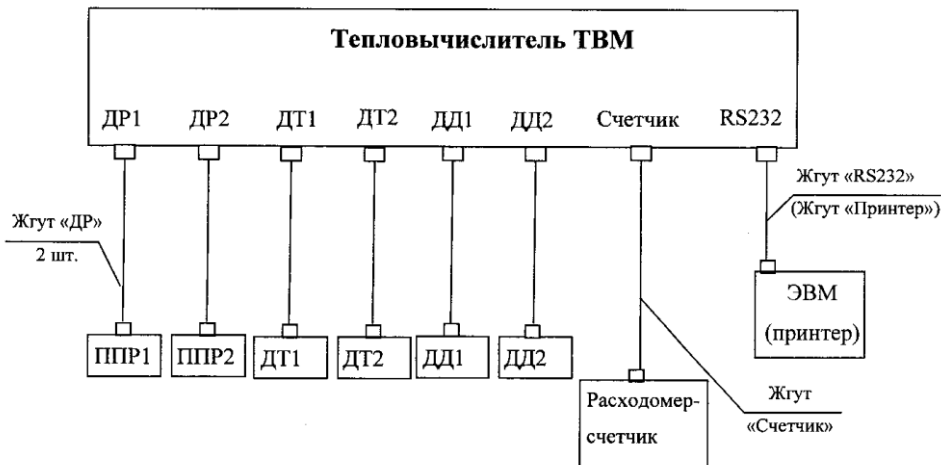 Тепловычислитель ТВМ
ДР1 ДР2 ДТ1 ДТ2 ДД1 ДД2 Счетчик RS232
Жгут «RS232»
(Жгут «Принтер»)
Жгут «ДР»
2 шт.
ЭВМ
(принтер)
ППР1 ППР2 ДТ1 ДТ2 ДД1 ДД2
Расходомер-
счетчик
Жгут
«Счетчик»